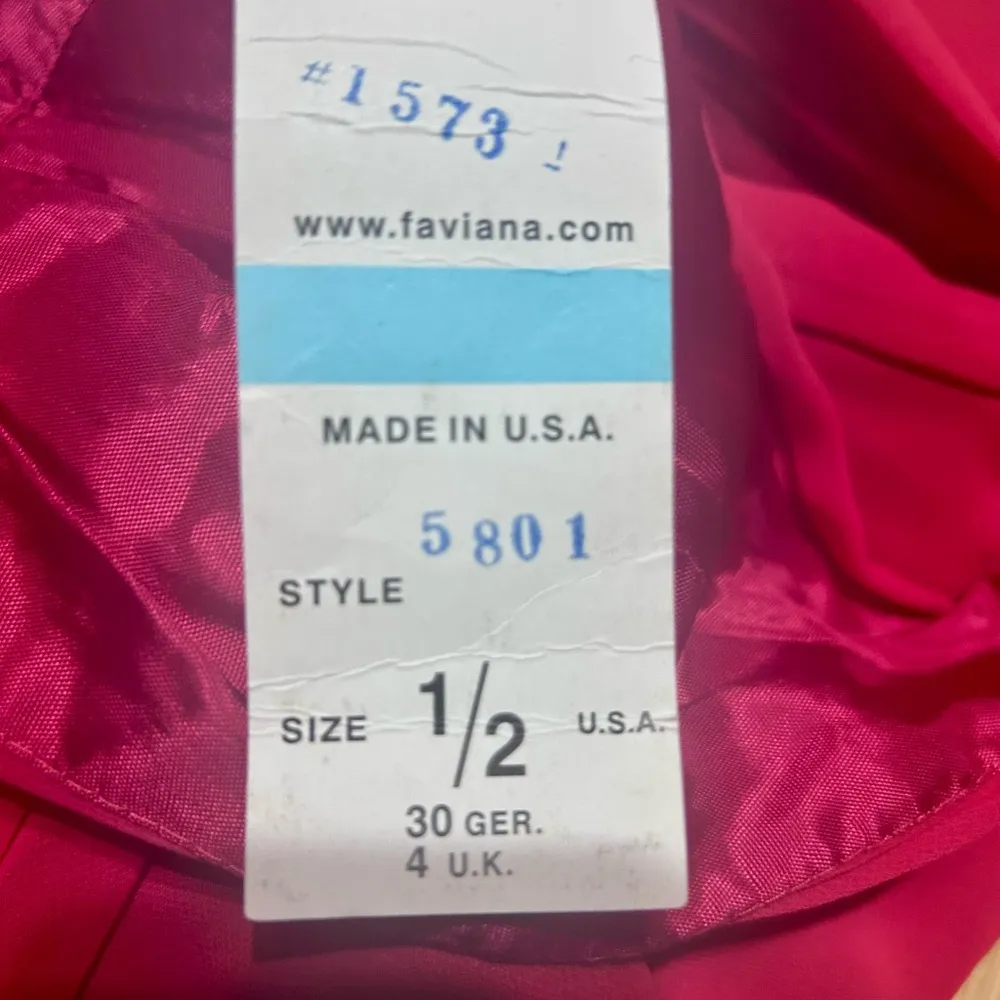 #1573
www.faviana.com
MADE IN U.S.A.
5801
STYLE
SIZE 1/2 U.S.A.
30 GER.
4 U.K.